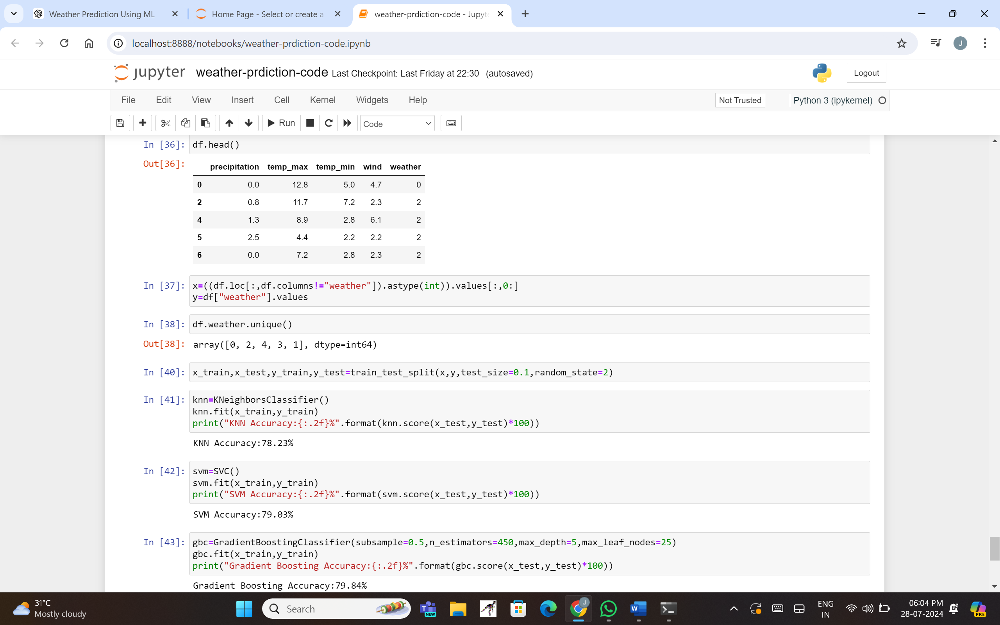 Weather Prediction Using ML
Home Page - Select or create a
weather-prdiction-code - Jupyt
localhost:8888/notebooks/weather-prdiction-code.ipynb
J
jupyter weather-prdiction-code Last Checkpoint: Last Friday at 22:30 (autosaved)
Logout
File Edit View Insert Cell Kernel Widgets Help
Not Trusted Python 3 (ipykernel)
Run Code
In [36]: df.head()
Out[36]:
precipitation temp_max temp_min wind weather
0 0.0 12.8 5.0 4.7 0
2 0.8 11.7 7.2 2.3 2
4 1.3 8.9 2.8 6.1 2
5 2.5 4.4 2.2 2.2 2
6 0.0 7.2 2.8 2.3 2
In [37]: x=((df.loc[:,df.columns!="weather"]).astype(int)).values[:,0:]
y=df["weather"].values
In [38]: df.weather.unique()
Out[38]: array([0, 2, 4, 3, 1], dtype=int64)
In [40]: x_train,x_test,y_train,y_test=train_test_split(x,y,test_size=0.1,random_state=2)
In [41]: knn=KNeighborsClassifier()
knn.fit(x_train,y_train)
print("KNN Accuracy:{:.2f}%".format(knn.score(x_test,y_test)*100))
KNN Accuracy:78.23%
In [42]: svm=SVC()
svm.fit(x_train,y_train)
print("SVM Accuracy:{:.2f}%".format(svm.score(x_test,y_test)*100))
SVM Accuracy:79.03%
In [43]: gbc=GradientBoostingClassifier(subsample=0.5,n_estimators=450,max_depth=5,max_leaf_nodes=25)
gbc.fit(x_train,y_train)
print("Gradient Boosting Accuracy:{:.2f}%".format(gbc.score(x_test,y_test)*100))
Gradient Boosting Accuracy:79.84%
31°C
Mostly cloudy
Search
T
NEW
J
W
ENG
IN
06:04 PM
28-07-2024
PRE